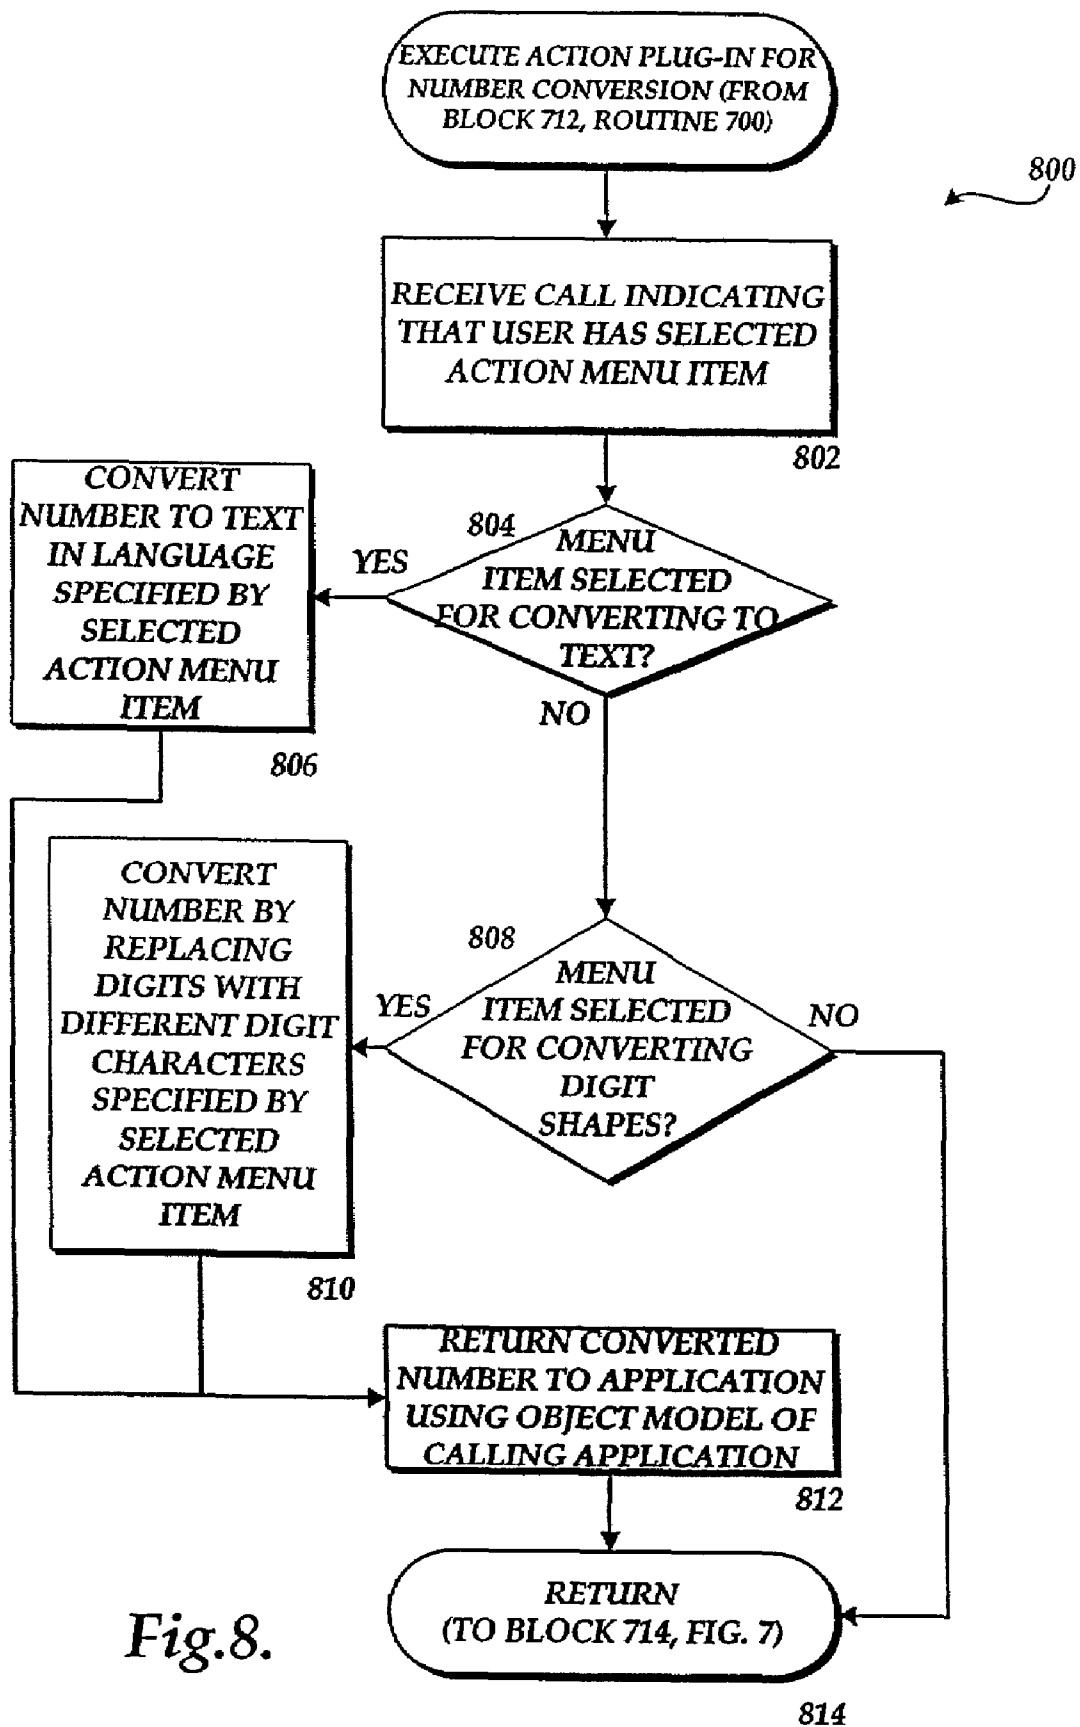 EXECUTE ACTION PLUG-IN FOR
NUMBER CONVERSION (FROM
BLOCK 712, ROUTINE 700)
800
RECEIVE CALL INDICATING
THAT USER HAS SELECTED
ACTION MENU ITEM
802
804
MENU
ITEM SELECTED
FOR CONVERTING TO
TEXT?
YES
NO
CONVERT
NUMBER TO TEXT
IN LANGUAGE
SPECIFIED BY
SELECTED
ACTION MENU
ITEM
806
808
MENU
ITEM SELECTED
FOR CONVERTING
DIGIT
SHAPES?
YES
NO
CONVERT
NUMBER BY
REPLACING
DIGITS WITH
DIFFERENT DIGIT
CHARACTERS
SPECIFIED BY
SELECTED
ACTION MENU
ITEM
810
RETURN CONVERTED
NUMBER TO APPLICATION
USING OBJECT MODEL OF
CALLING APPLICATION
812
RETURN
(TO BLOCK 714, FIG. 7)
814
Fig.8.